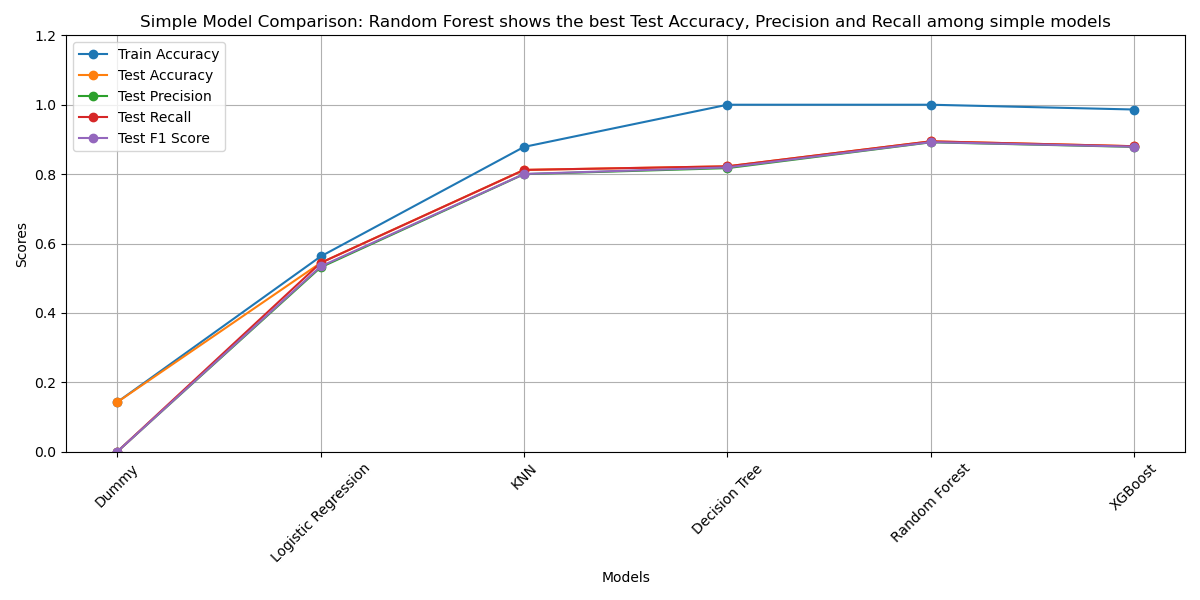 Simple Model Comparison: Random Forest shows the best Test Accuracy, Precision and Recall among simple models
Train Accuracy
Test Accuracy
Test Precision
Test Recall
Test F1 Score
1.2
1.0
0.8
0.6
0.4
0.2
0.0
Scores
Dummy
Logistic Regression
KNN
Decision Tree
Random Forest
XGBoost
Models